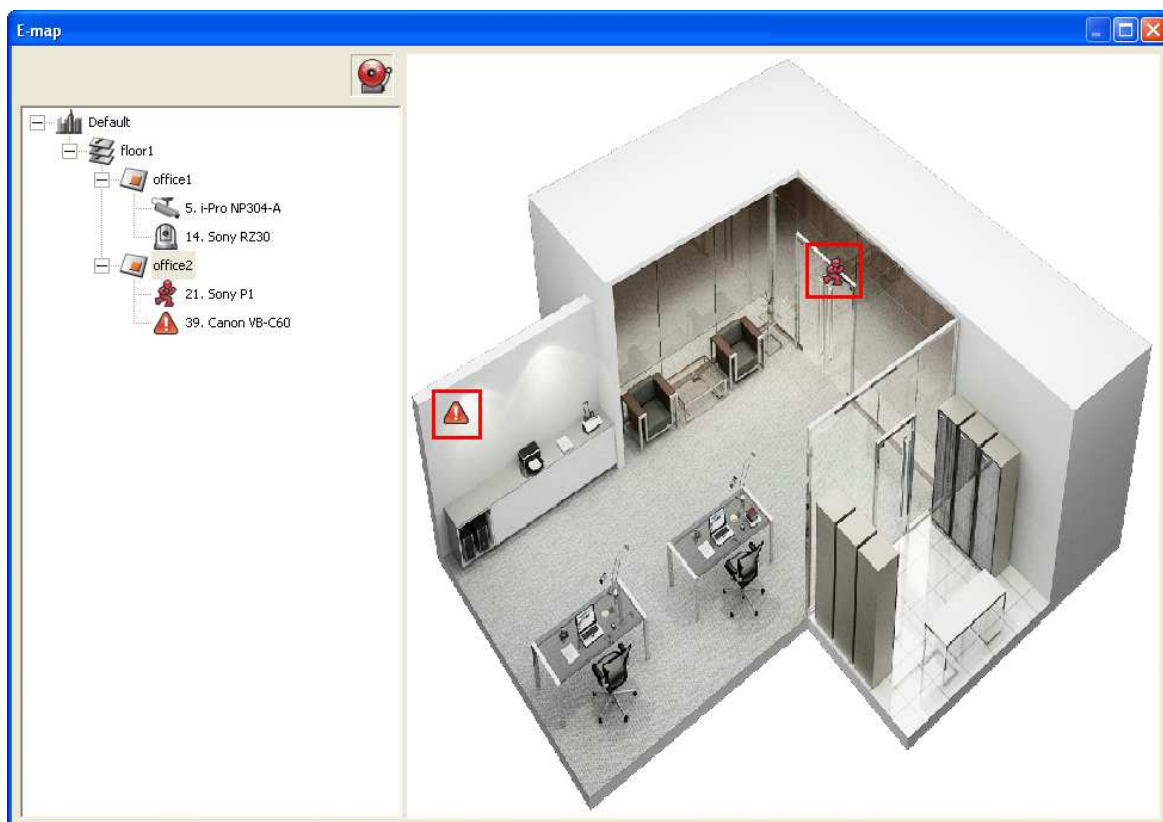 E-map
Default
floor1
office1
5. i-Pro NP304-A
14. Sony RZ30
office2
21. Sony P1
39. Canon VB-C60